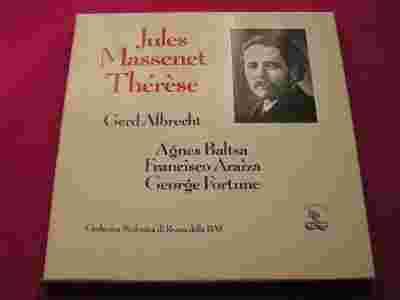 Jules
Massenet
Thérèse
Gerd Albrecht
Agnes Baltsa
Francisco Araiza
George Fortune
Orchestra Sinfonica di Roma della RAI